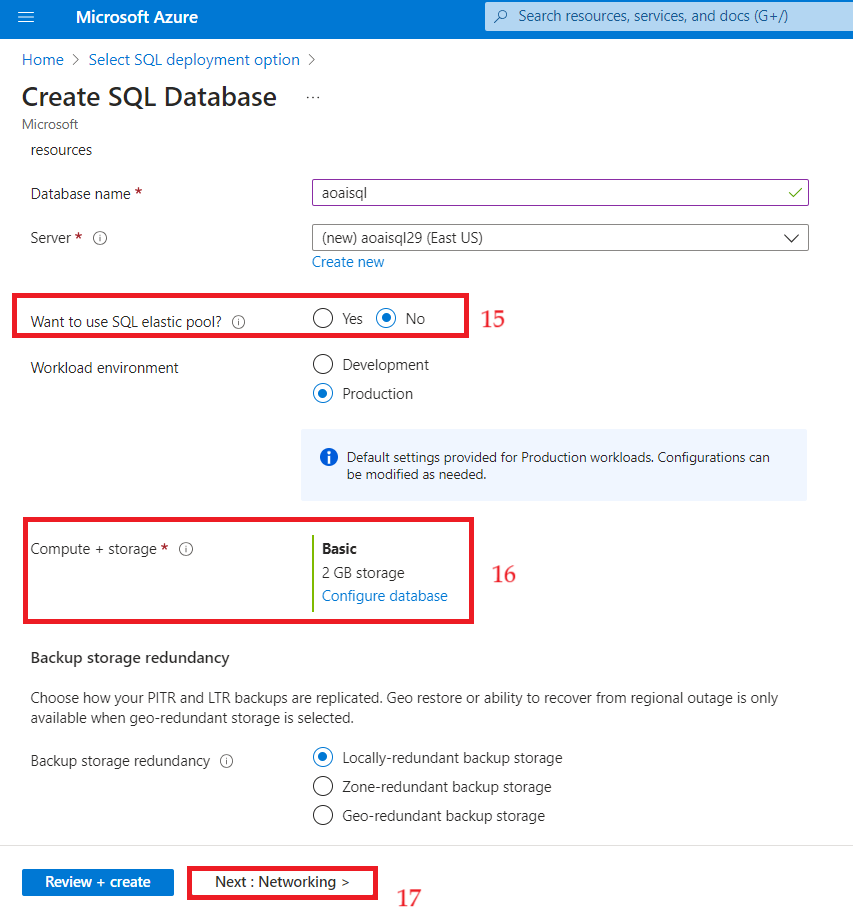 Microsoft Azure
Search resources, services, and docs (G+/)
Home > Select SQL deployment option >
Create SQL Database ...
Microsoft
resources
Database name *
aoaisql
Server *
(new) aoaisql29 (East US)
Create new
Want to use SQL elastic pool?
Yes
No
15
Workload environment
Development
Production
Default settings provided for Production workloads. Configurations can
be modified as needed.
Compute + storage *
Basic
2 GB storage
Configure database
16
Backup storage redundancy
Choose how your PITR and LTR backups are replicated. Geo restore or ability to recover from regional outage is only
available when geo-redundant storage is selected.
Backup storage redundancy
Locally-redundant backup storage
Zone-redundant backup storage
Geo-redundant backup storage
Review + create
Next : Networking >
17